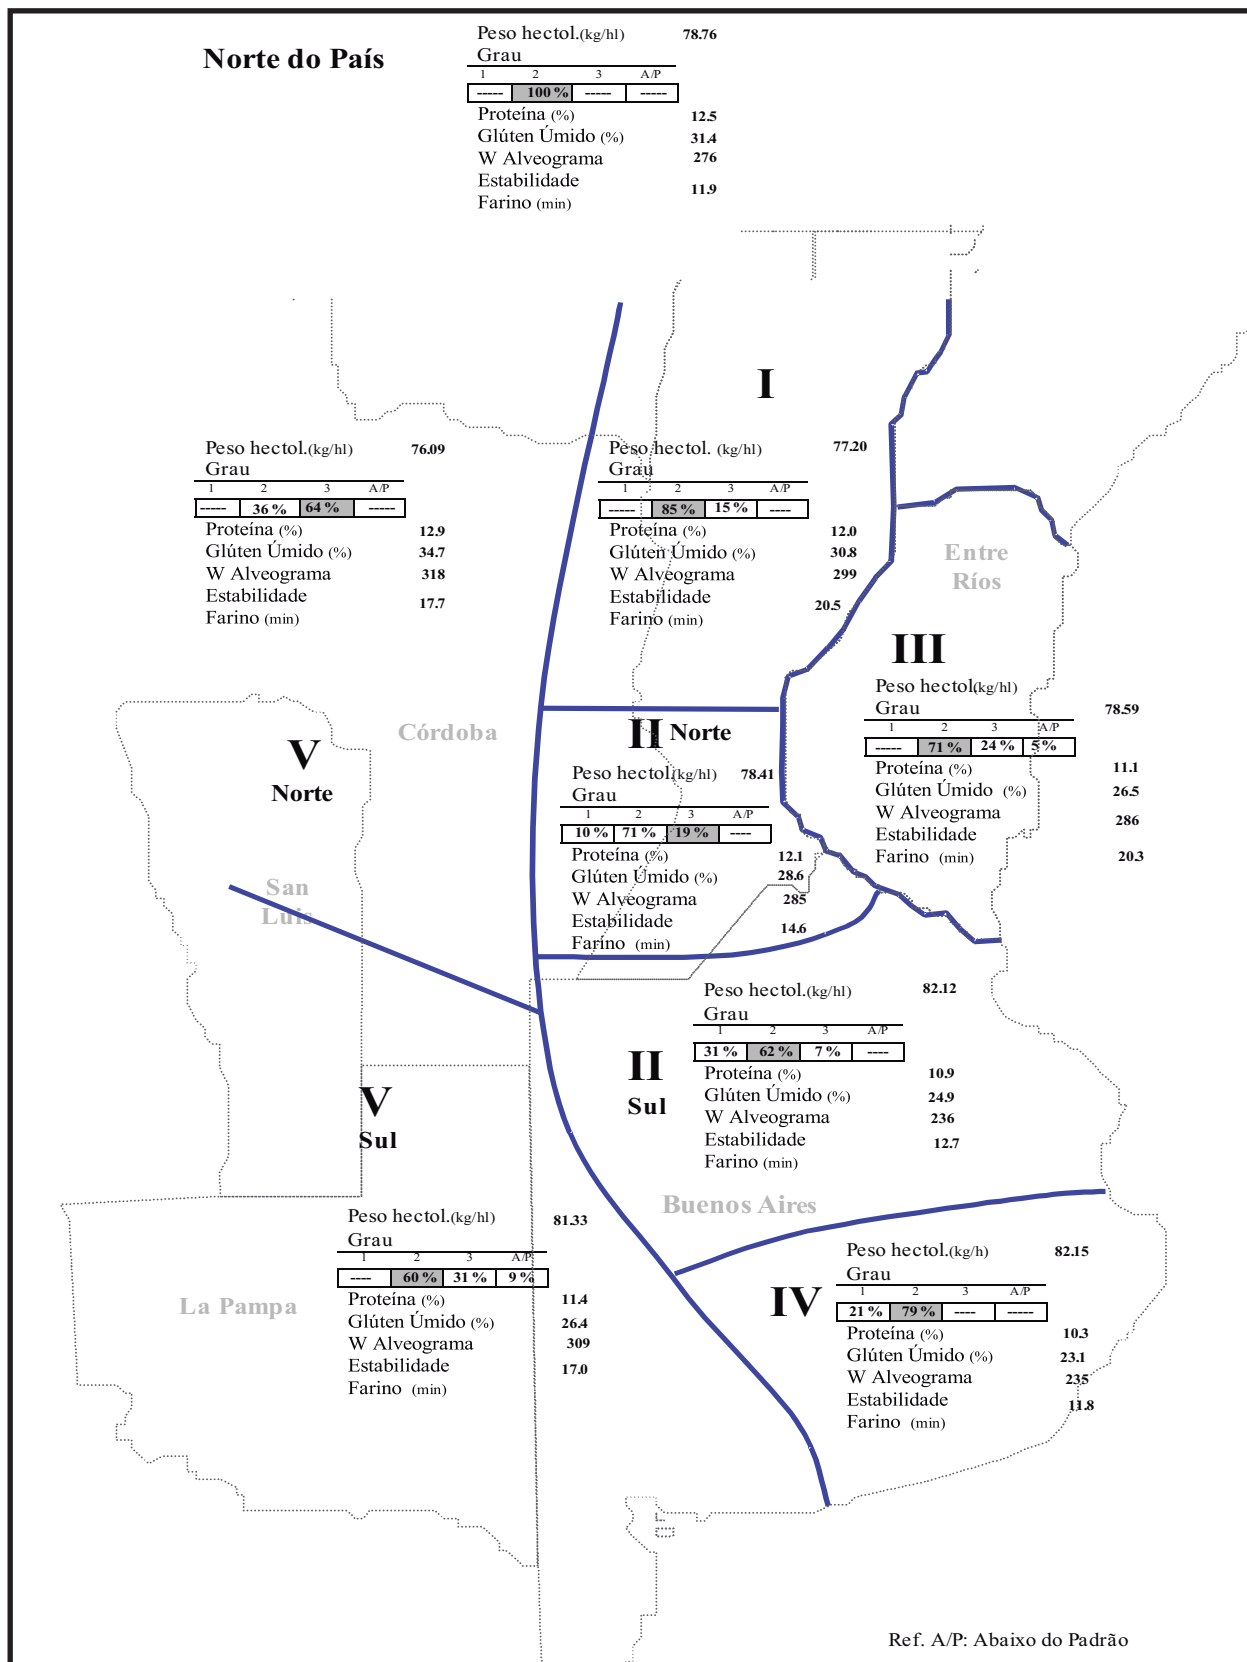 Norte do País
Peso hectol.(kg/hl) 78.76
Grau
1 2 3 A/P
----- 100 % ----- -----
Proteína (%) 12.5
Glúten Úmido (%) 31.4
W Alveograma 276
Estabilidade 11.9
Farino (min)
I
Peso hectol.(kg/hl) 76.09
Grau
1 2 3 A/P
----- 36 % 64 % -----
Proteína (%) 12.9
Glúten Úmido (%) 34.7
W Alveograma 318
Estabilidade 17.7
Farino (min)
Peso hectol. (kg/hl) 77.20
Grau
1 2 3 A/P
----- 85 % 15 % ----
Proteína (%) 12.0
Glúten Úmido (%) 30.8
W Alveograma 299
Estabilidade 20.5
Farino (min)
Entre
Ríos
III
Peso hectol.(kg/hl) 78.59
Grau
1 2 3 A/P
----- 71 % 24 % 5 %
Proteína (%) 11.1
Glúten Úmido (%) 26.5
W Alveograma 286
Estabilidade
Farino (min) 20.3
Córdoba
V
Norte
San
Luis
II Norte
Peso hectol.(kg/hl) 78.41
Grau
1 2 3 A/P
10 % 71 % 19 % ----
Proteína (%) 12.1
Glúten Úmido (%) 28.6
W Alveograma 285
Estabilidade 14.6
Farino (min)
II
Sul
Peso hectol.(kg/hl) 82.12
Grau
1 2 3 A/P
31 % 62 % 7 % ----
Proteína (%) 10.9
Glúten Úmido (%) 24.9
W Alveograma 236
Estabilidade 12.7
Farino (min)
V
Sul
Buenos Aires
Peso hectol.(kg/hl) 81.33
Grau
1 2 3 A/P
---- 60 % 31 % 9 %
Proteína (%) 11.4
Glúten Úmido (%) 26.4
W Alveograma 309
Estabilidade 17.0
Farino (min)
La Pampa
IV
Peso hectol.(kg/h) 82.15
Grau
1 2 3 A/P
21 % 79 % ---- -----
Proteína (%) 10.3
Glúten Úmido (%) 23.1
W Alveograma 235
Estabilidade 11.8
Farino (min)
Ref. A/P: Abaixo do Padrão